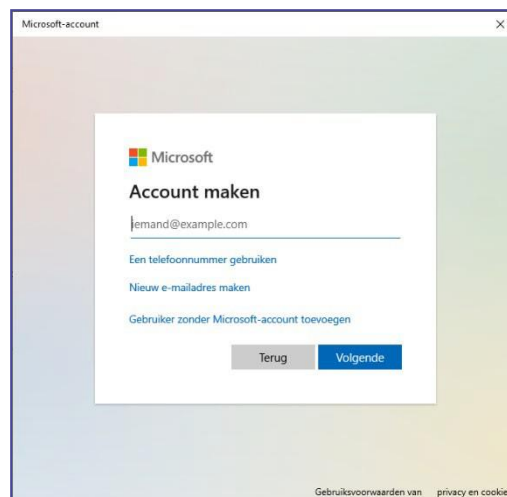 Microsoft-account
Microsoft
Account maken
iemand@example.com
Een telefoonnummer gebruiken
Nieuw e-mailadres maken
Gebruiker zonder Microsoft-account toevoegen
Terug Volgende
Gebruiksvoorwaarden van privacy en cookie